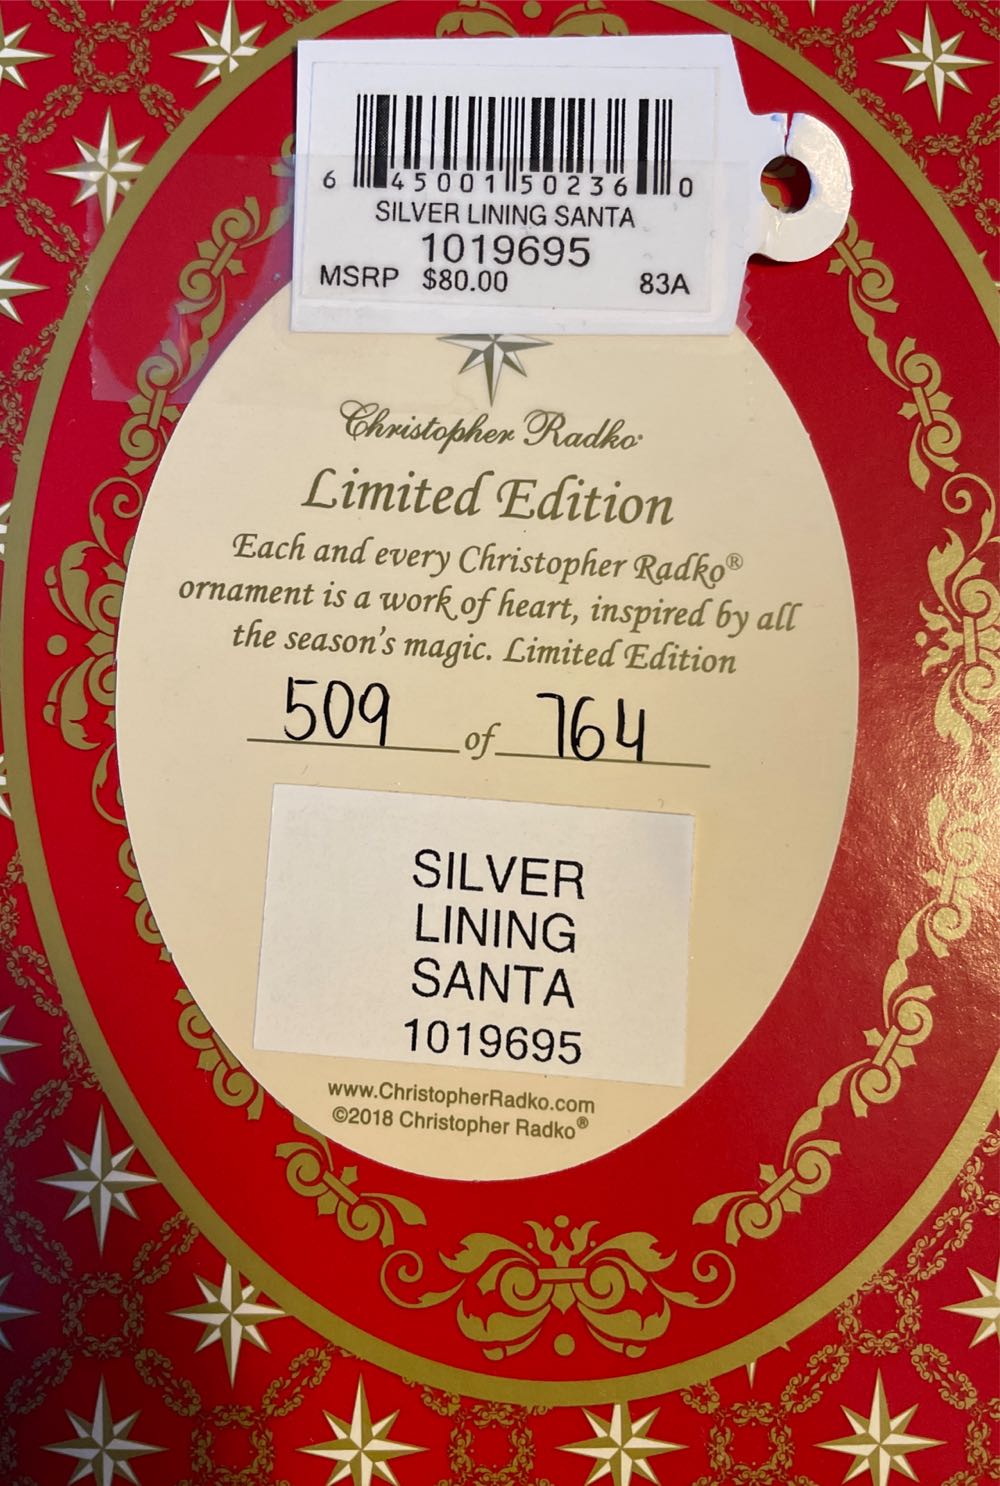 6 45001 50236 0
SILVER LINING SANTA
1019695
MSRP $80.00 83A
Christopher Radko®
Limited Edition
Each and every Christopher Radko®
ornament is a work of heart, inspired by all
the season's magic. Limited Edition
509 of 764
SILVER
LINING
SANTA
1019695
www.ChristopherRadko.com
©2018 Christopher Radko®